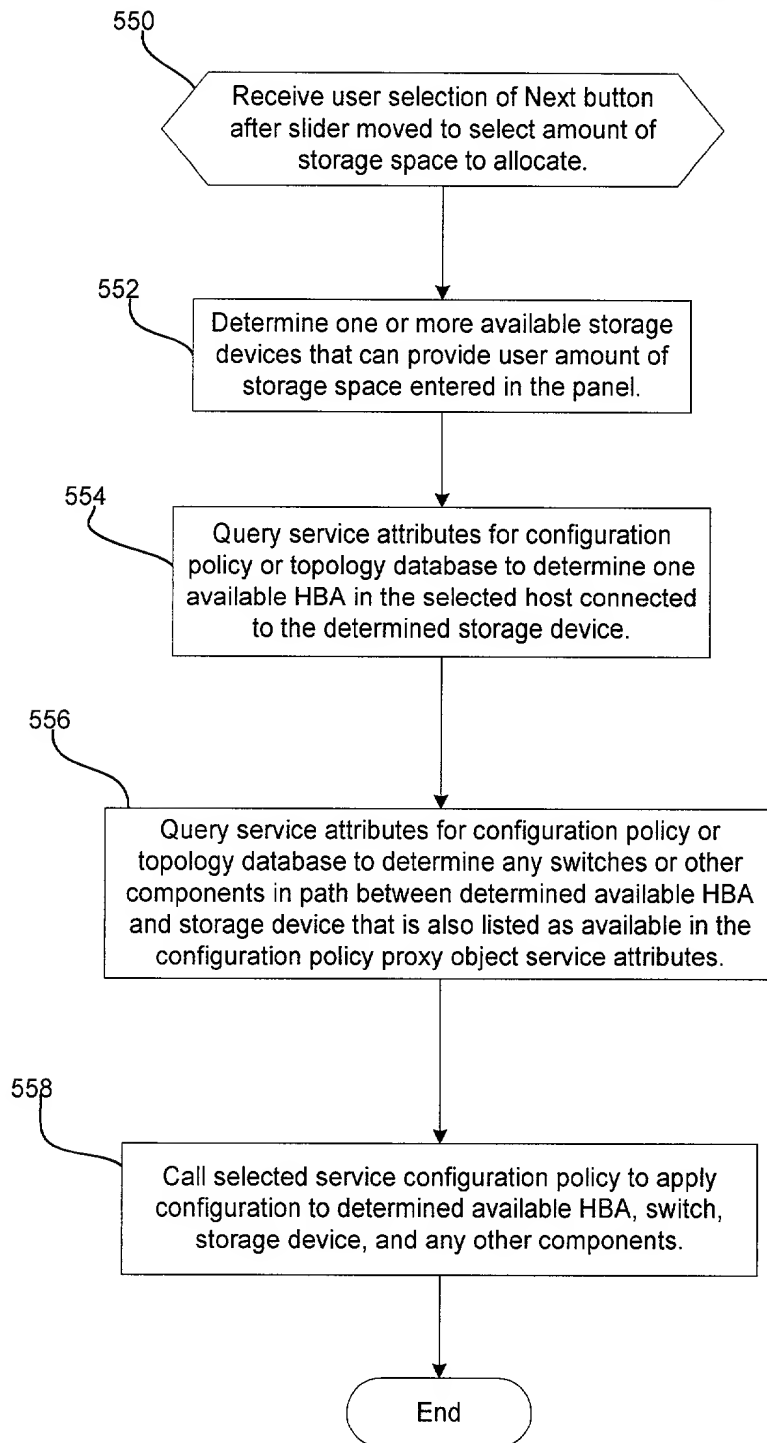 550
Receive user selection of Next button
after slider moved to select amount of
storage space to allocate.
552
Determine one or more available storage
devices that can provide user amount of
storage space entered in the panel.
554
Query service attributes for configuration
policy or topology database to determine one
available HBA in the selected host connected
to the determined storage device.
556
Query service attributes for configuration policy or
topology database to determine any switches or other
components in path between determined available HBA
and storage device that is also listed as available in the
configuration policy proxy object service attributes.
558
Call selected service configuration policy to apply
configuration to determined available HBA, switch,
storage device, and any other components.
End